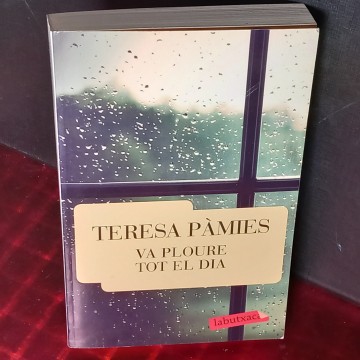 TERESA PÀMIES
VA PLOURE
TOT EL DIA
labutxaca